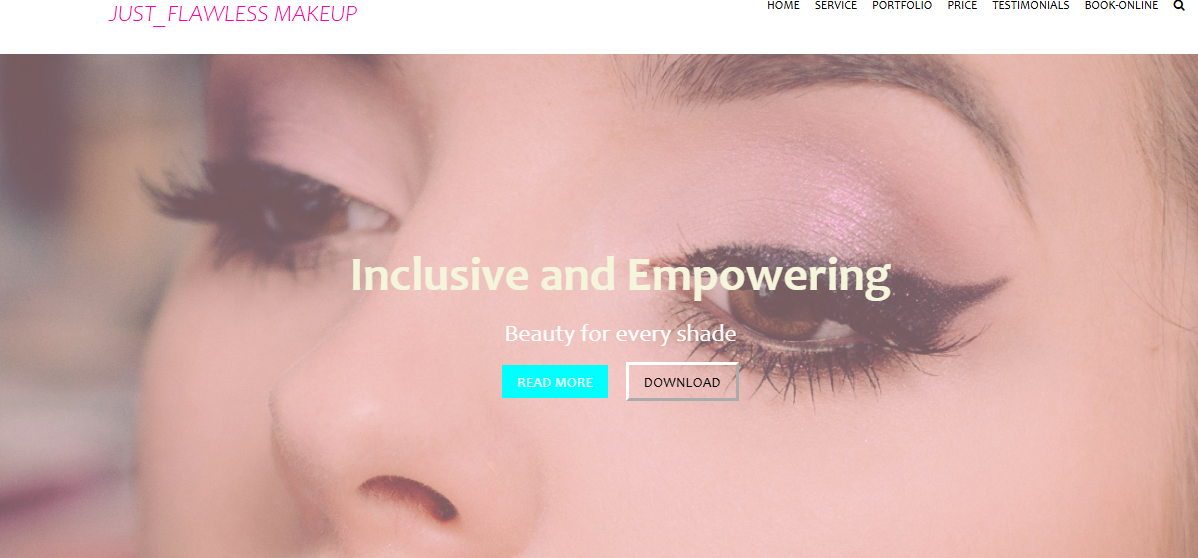 JUST_FLAWLESS MAKEUP
HOME SERVICE PORTFOLIO PRICE TESTIMONIALS BOOK-ONLINE
Inclusive and Empowering
Beauty for every shade
READ MORE DOWNLOAD